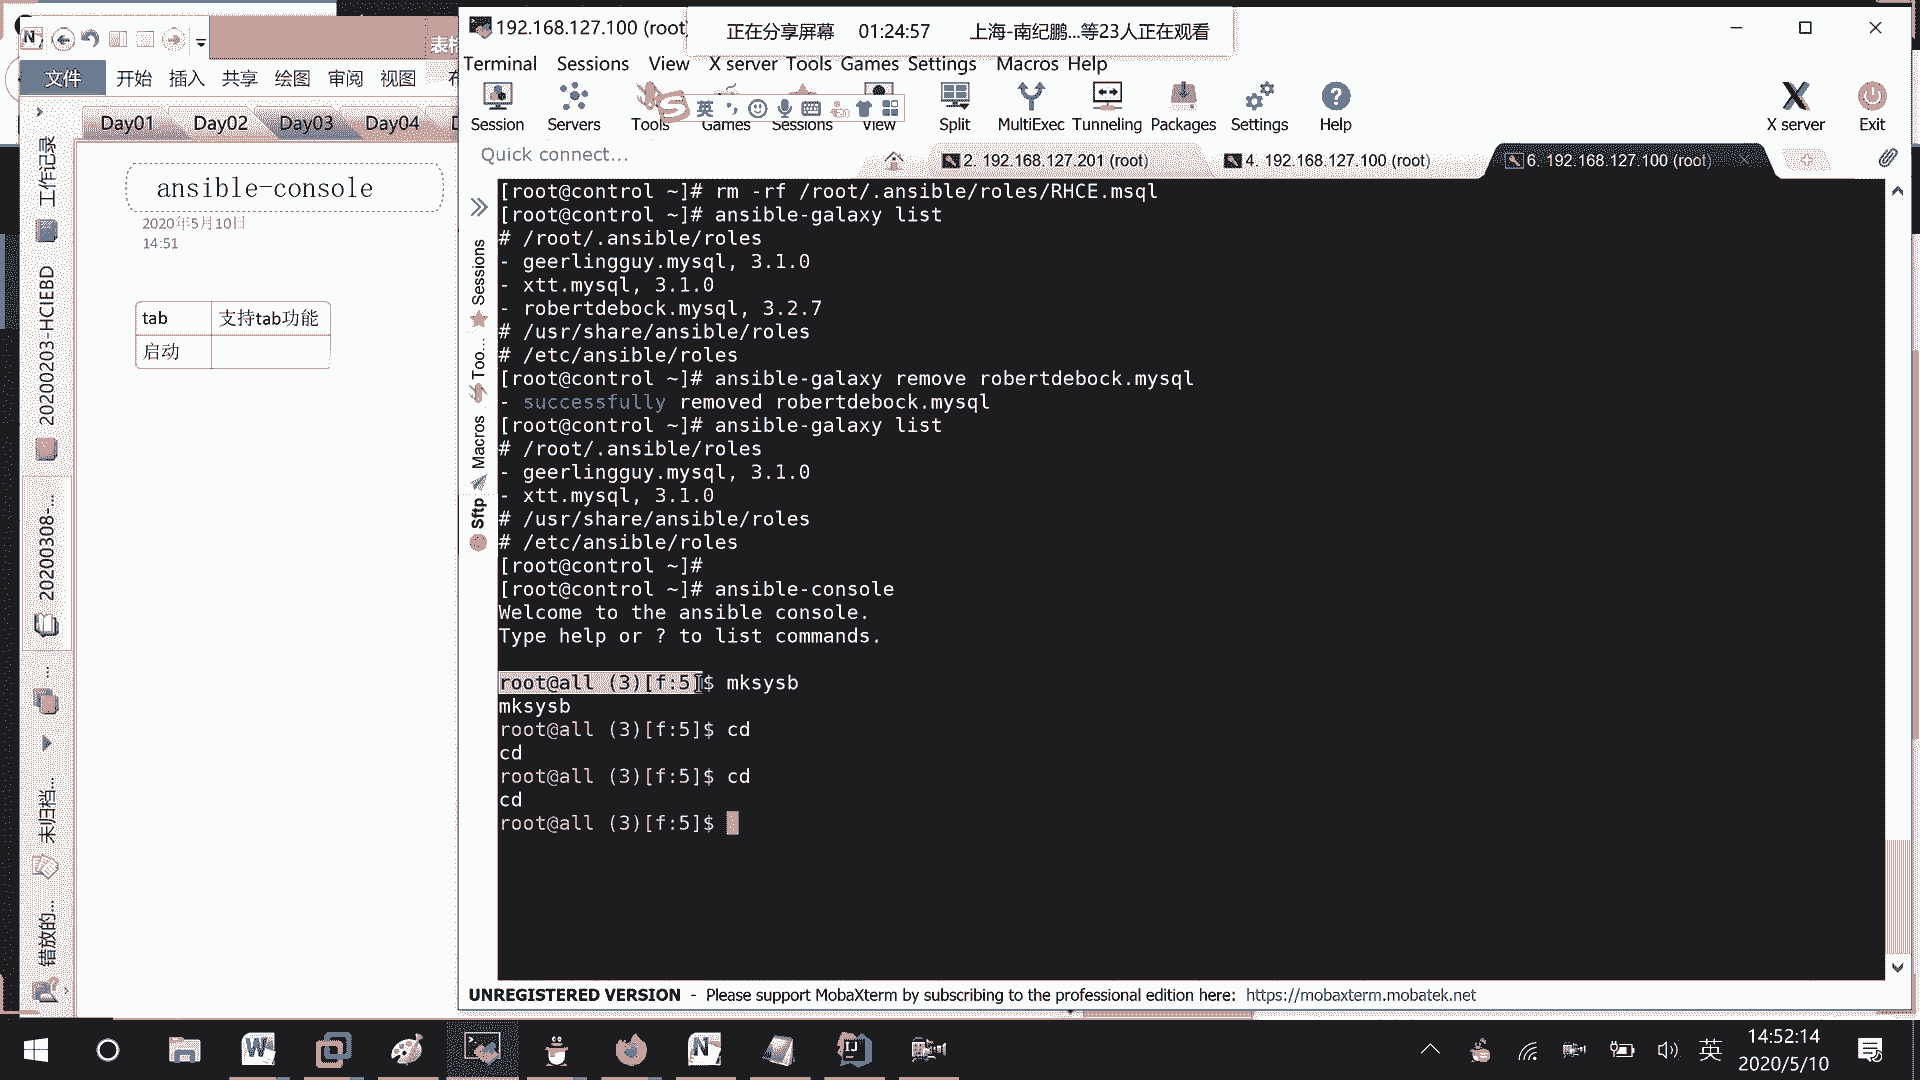 192.168.127.100 (root)
正在分享屏幕 01:24:57 上海-南纪鹏...等23人正在观看
文件 开始 插入 共享 绘图 审阅 视图
Terminal Sessions View X server Tools Games Settings Macros Help
Session Servers Tools Games Sessions View Split MultiExec Tunneling Packages Settings Help X server Exit
英
Day01 Day02 Day03 Day04
Quick connect...
2. 192.168.127.201 (root) 4. 192.168.127.100 (root) 6. 192.168.127.100 (root)
工作记录
20200203-HCIEBD
20200308-...
...
未归档...
错放的...
ansible-console
2020年5月10日
14:51
tab 支持tab功能
启动
Sessions
Too...
Macros
Sftp
[root@control ~]# rm -rf /root/.ansible/roles/RHCE.msql
[root@control ~]# ansible-galaxy list
# /root/.ansible/roles
- geerlingguy.mysql, 3.1.0
- xtt.mysql, 3.1.0
- robertdebock.mysql, 3.2.7
# /usr/share/ansible/roles
# /etc/ansible/roles
[root@control ~]# ansible-galaxy remove robertdebock.mysql
- successfully removed robertdebock.mysql
[root@control ~]# ansible-galaxy list
# /root/.ansible/roles
- geerlingguy.mysql, 3.1.0
- xtt.mysql, 3.1.0
# /usr/share/ansible/roles
# /etc/ansible/roles
[root@control ~]#
[root@control ~]# ansible-console
Welcome to the ansible console.
Type help or ? to list commands.
root@all (3)[f:5]$ mksysb
mksysb
root@all (3)[f:5]$ cd
cd
root@all (3)[f:5]$ cd
cd
root@all (3)[f:5]$
UNREGISTERED VERSION - Please support MobaXterm by subscribing to the professional edition here: https://mobaxterm.mobatek.net
英
14:52:14
2020/5/10